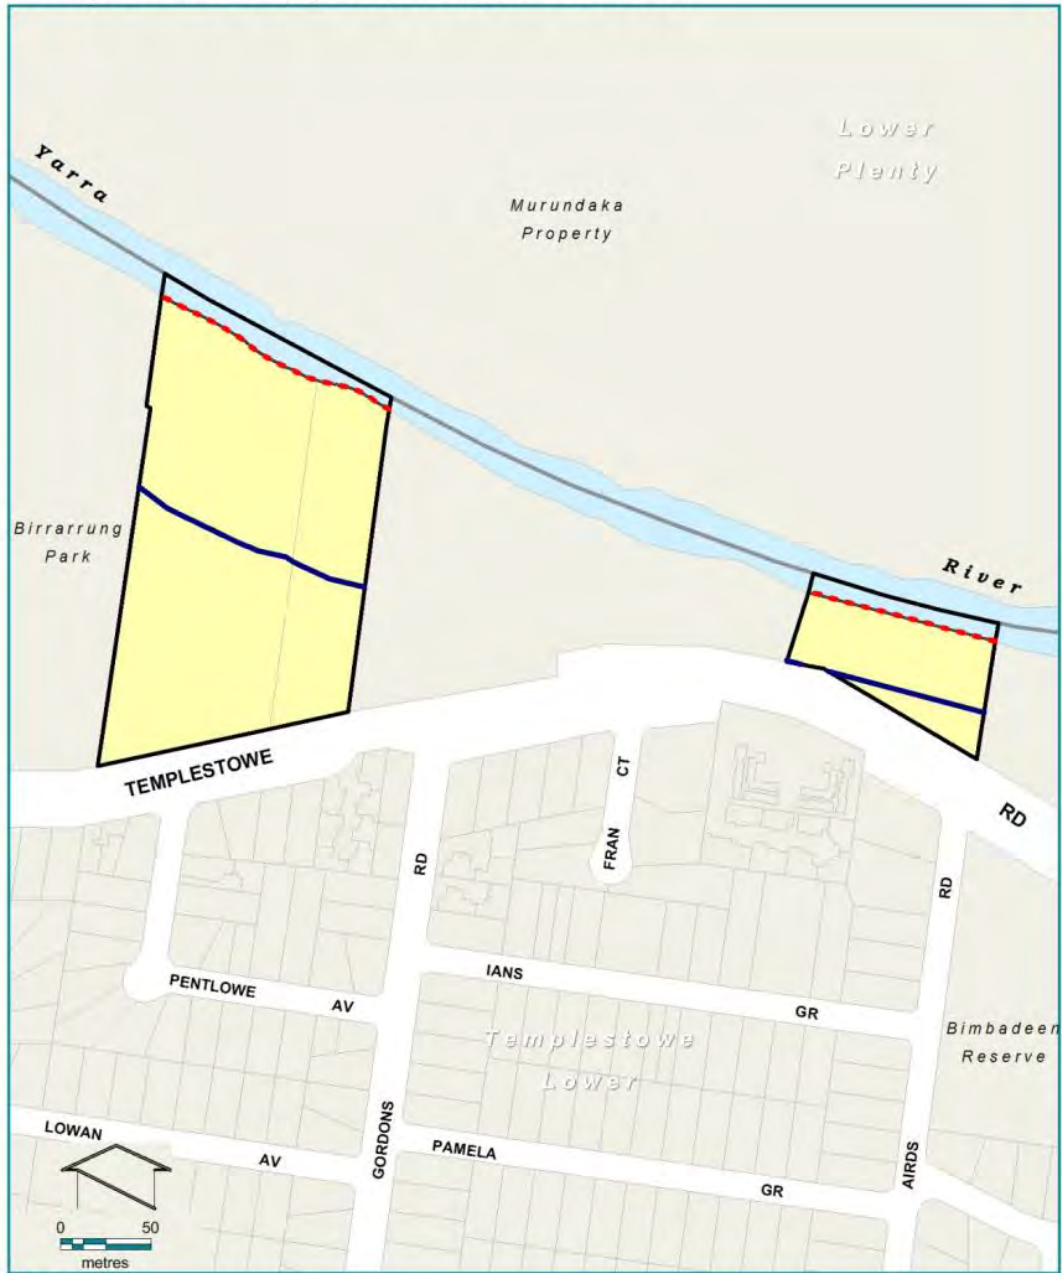 Lower
Plenty
Yarra
Murundaka
Property
Birrarrung
Park
River
TEMPLESTOWE
RD
CT
FRAN
RD
RD
IANS
GR
PENTLOWE
AV
Bimbadeen
Reserve
Templestowe
Lower
LOWAN
AV
GORDONS
PAMELA
GR
AIRDS
0 50
metres